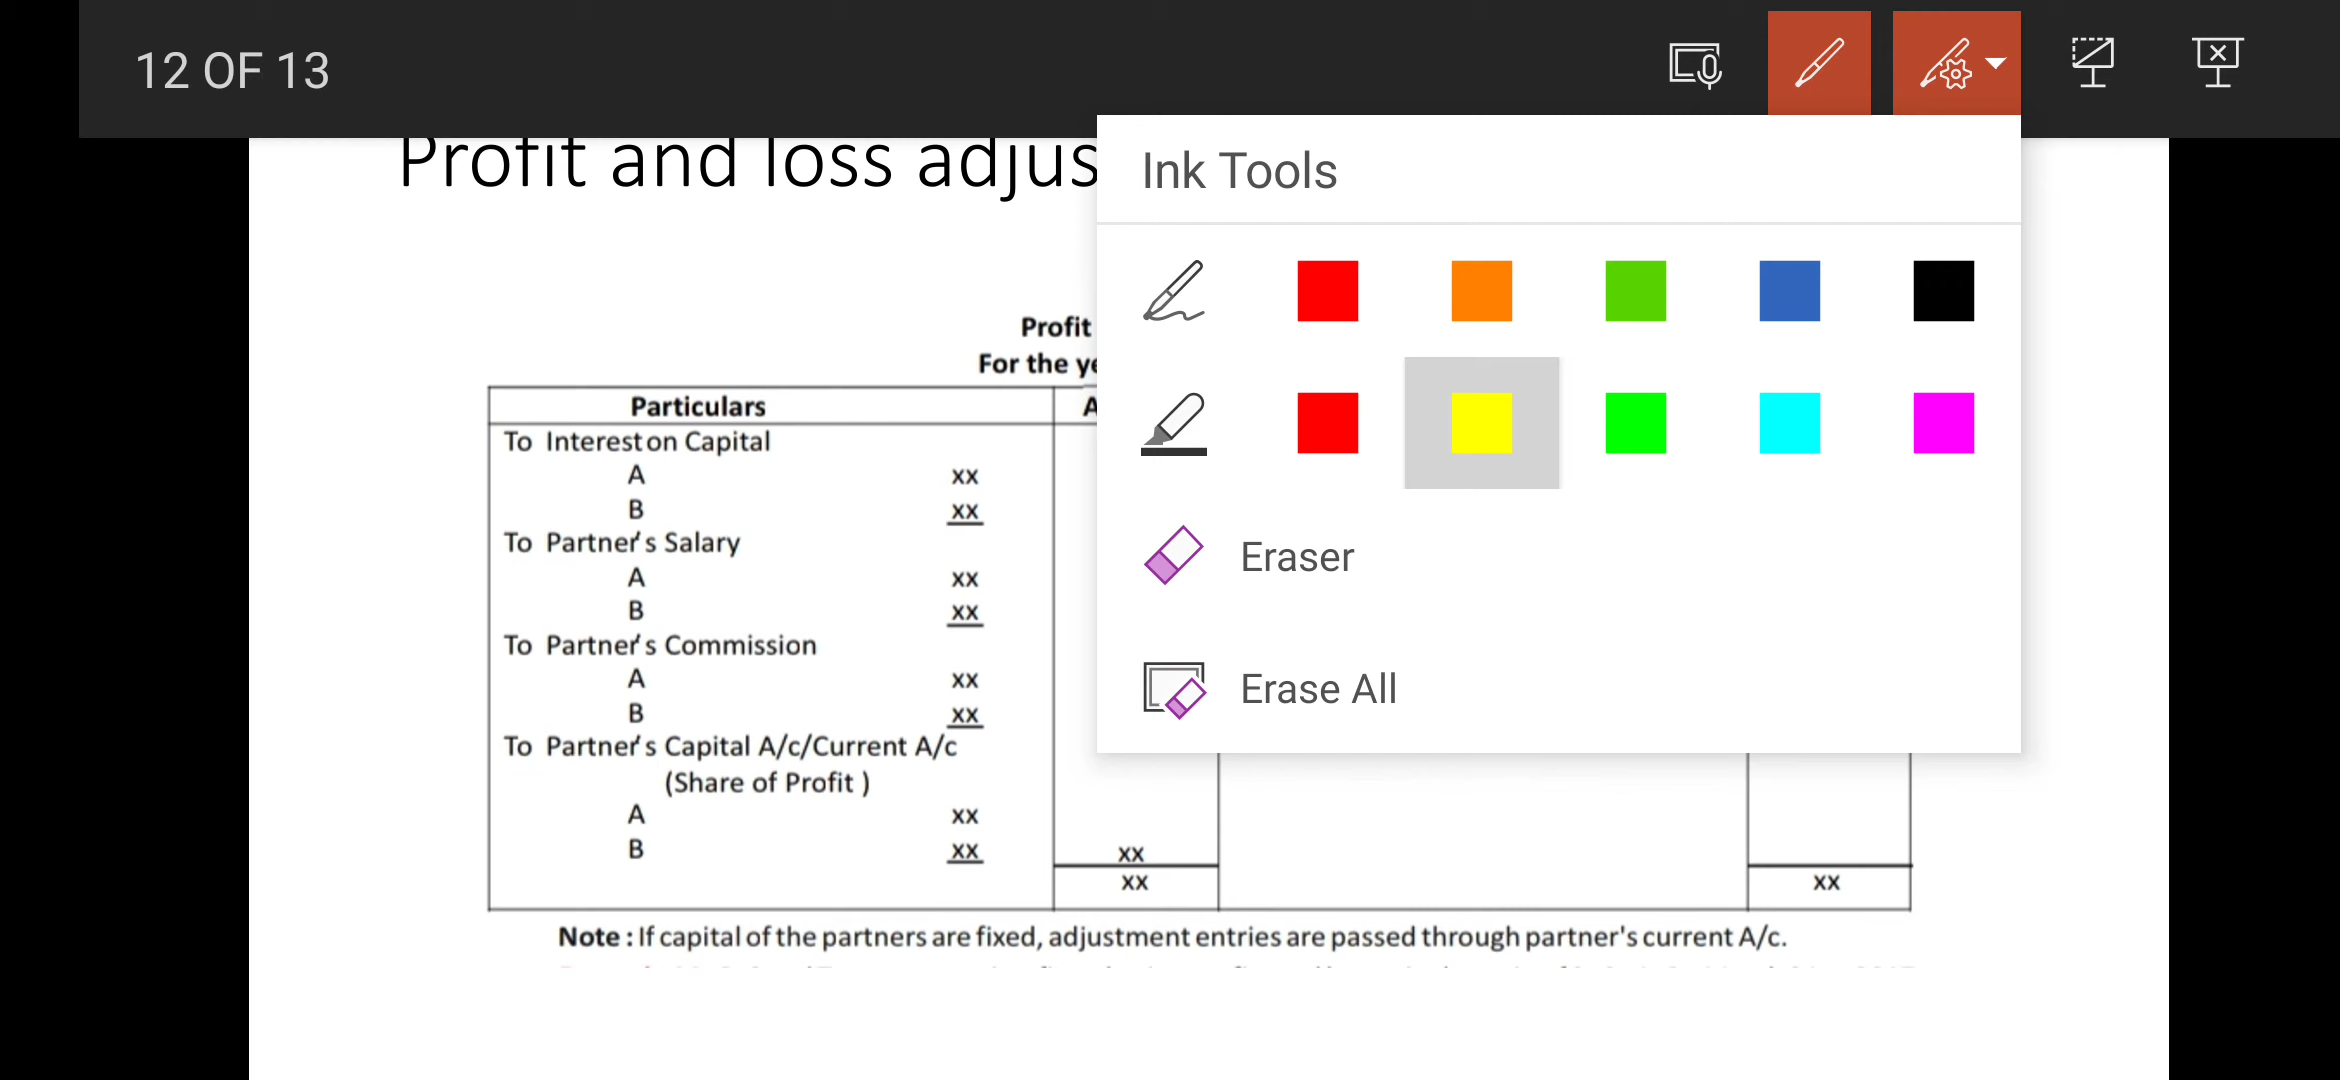 12 OF 13
Profit and loss adjus
Ink Tools
Eraser
Erase All
Profit
For the ye
Particulars A
To Interest on Capital
A xx
B xx
To Partner's Salary
A xx
B xx
To Partner's Commission
A xx
B xx
To Partner's Capital A/c/Current A/c
(Share of Profit )
A xx
B xx xx
xx xx
Note : If capital of the partners are fixed, adjustment entries are passed through partner's current A/c.